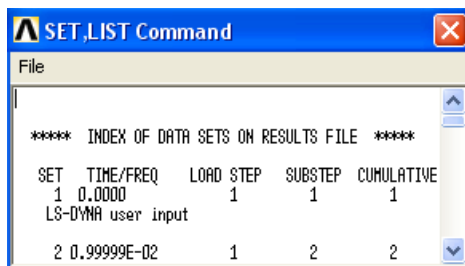 SET,LIST Command
File
***** INDEX OF DATA SETS ON RESULTS FILE *****
SET TIME/FREQ LOAD STEP SUBSTEP CUMULATIVE
1 0.0000 1 1 1
LS-DYNA user input
2 0.99999E-02 1 2 2